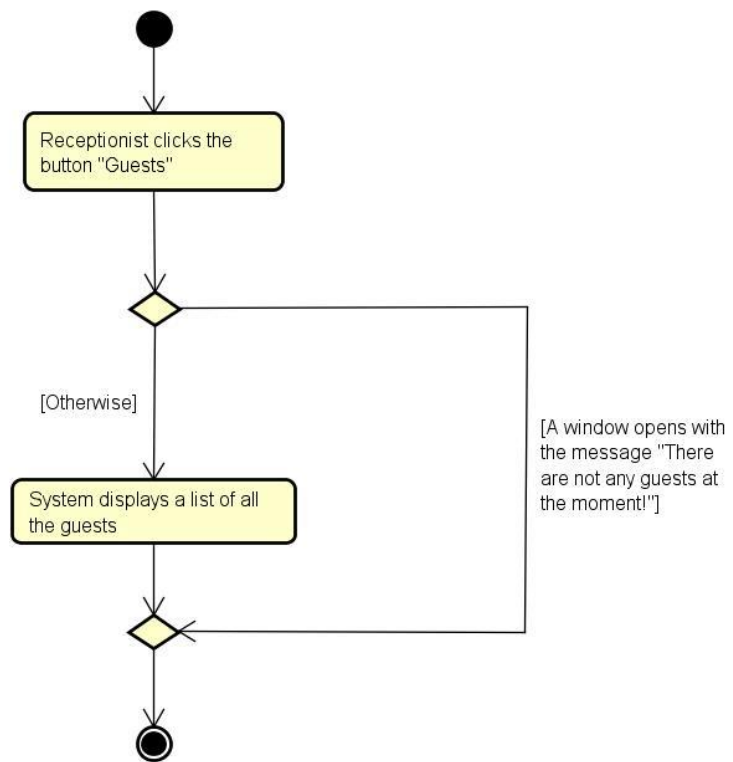 Receptionist clicks the
button "Guests"
[Otherwise]
[A window opens with
the message "There
are not any guests at
the moment!"]
System displays a list of all
the guests